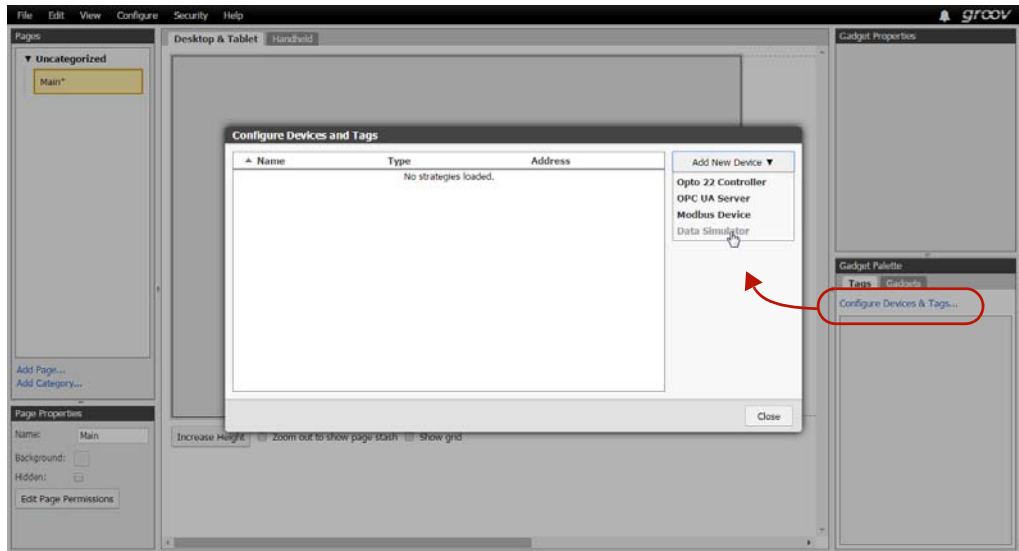 File Edit View Configure Security Help
groov
Pages
▼ Uncategorized
Main*
Add Page...
Add Category...
Page Properties
Name: Main
Background:
Hidden:
Edit Page Permissions
Desktop & Tablet Handheld
Configure Devices and Tags
Name Type Address
No strategies loaded.
Add New Device ▼
Opto 22 Controller
OPC UA Server
Modbus Device
Data Simulator
Close
Increase Height Zoom out to show page stash Show grid
Gadget Properties
Gadget Palette
Tags Gadgets
Configure Devices & Tags...